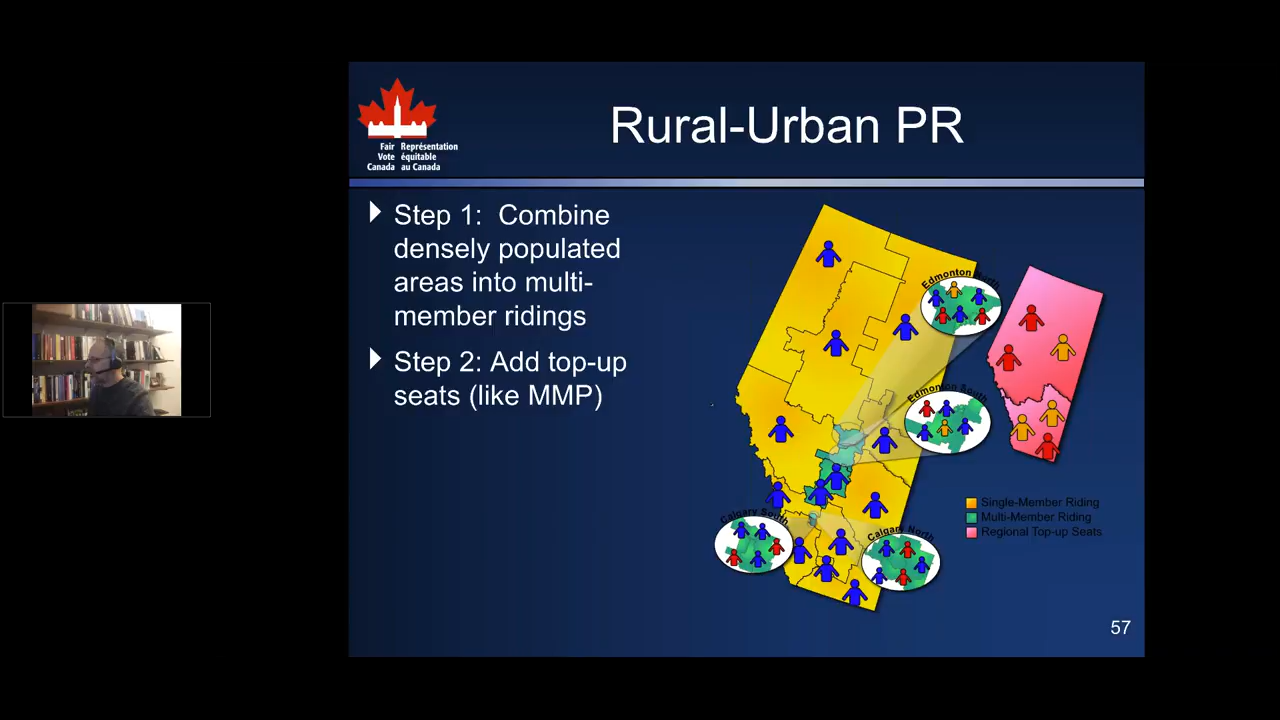 Rural-Urban PR
Fair Représentation
Vote équitable
Canada au Canada
Step 1:  Combine
densely populated
areas into multi-
member ridings
Step 2: Add top-up
seats (like MMP)
Edmonton North
Edmonton South
Calgary South
Calgary North
Single-Member Riding
Multi-Member Riding
Regional Top-up Seats
57